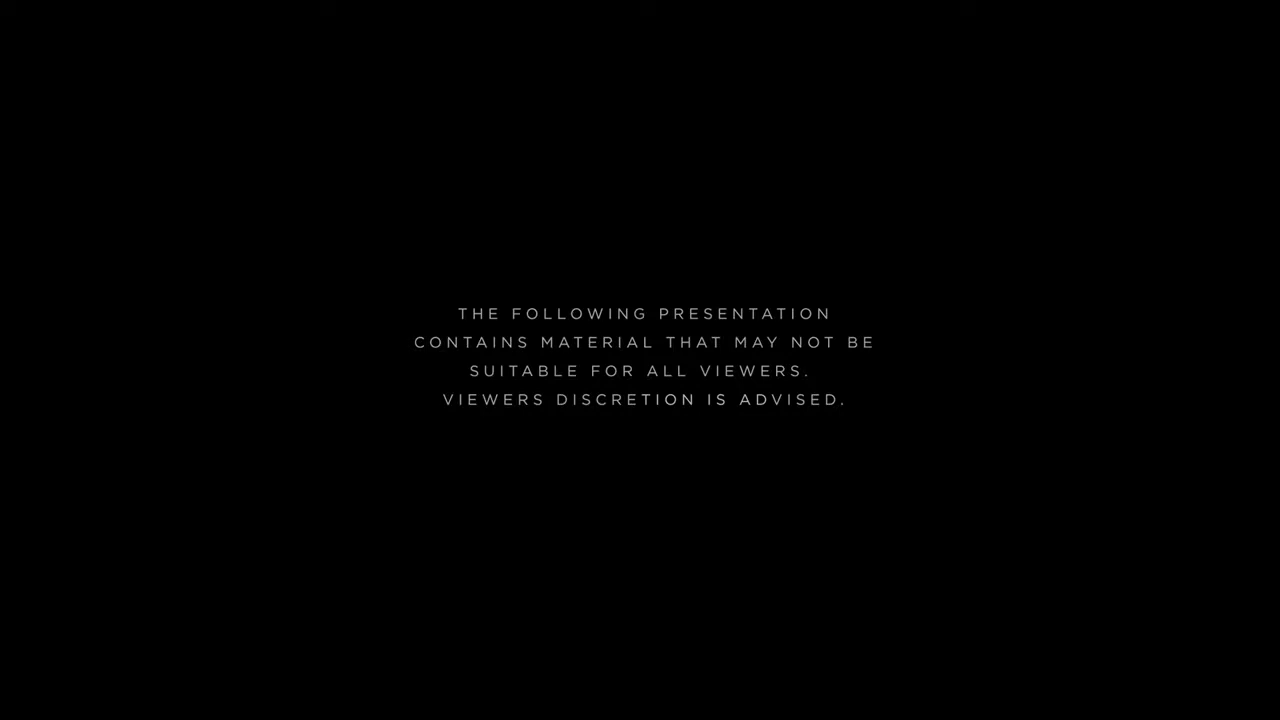 THE FOLLOWING PRESENTATION
CONTAINS MATERIAL THAT MAY NOT BE
SUITABLE FOR ALL VIEWERS.
VIEWERS DISCRETION IS ADVISED.